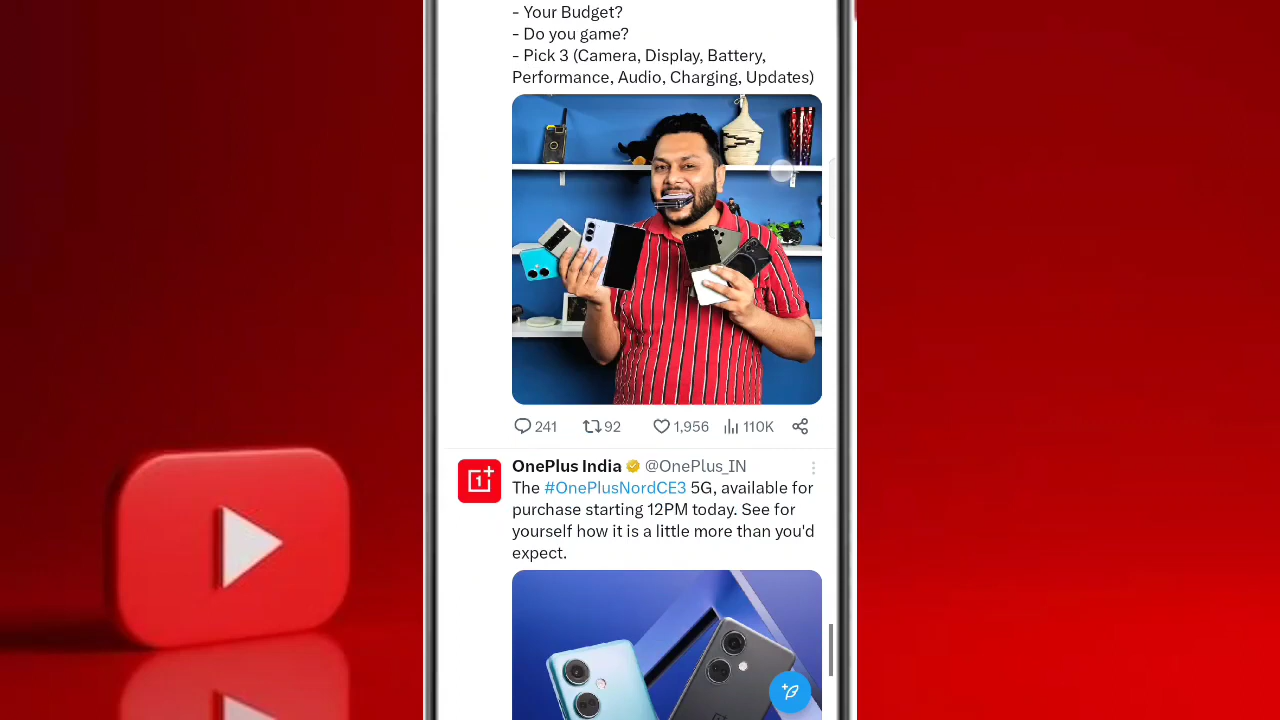 - Your Budget?
- Do you game?
- Pick 3 (Camera, Display, Battery,
Performance, Audio, Charging, Updates)
241 92 1,956 110K
OnePlus India @OnePlus_IN
The #OnePlusNordCE3 5G, available for
purchase starting 12PM today. See for
yourself how it is a little more than you'd
expect.